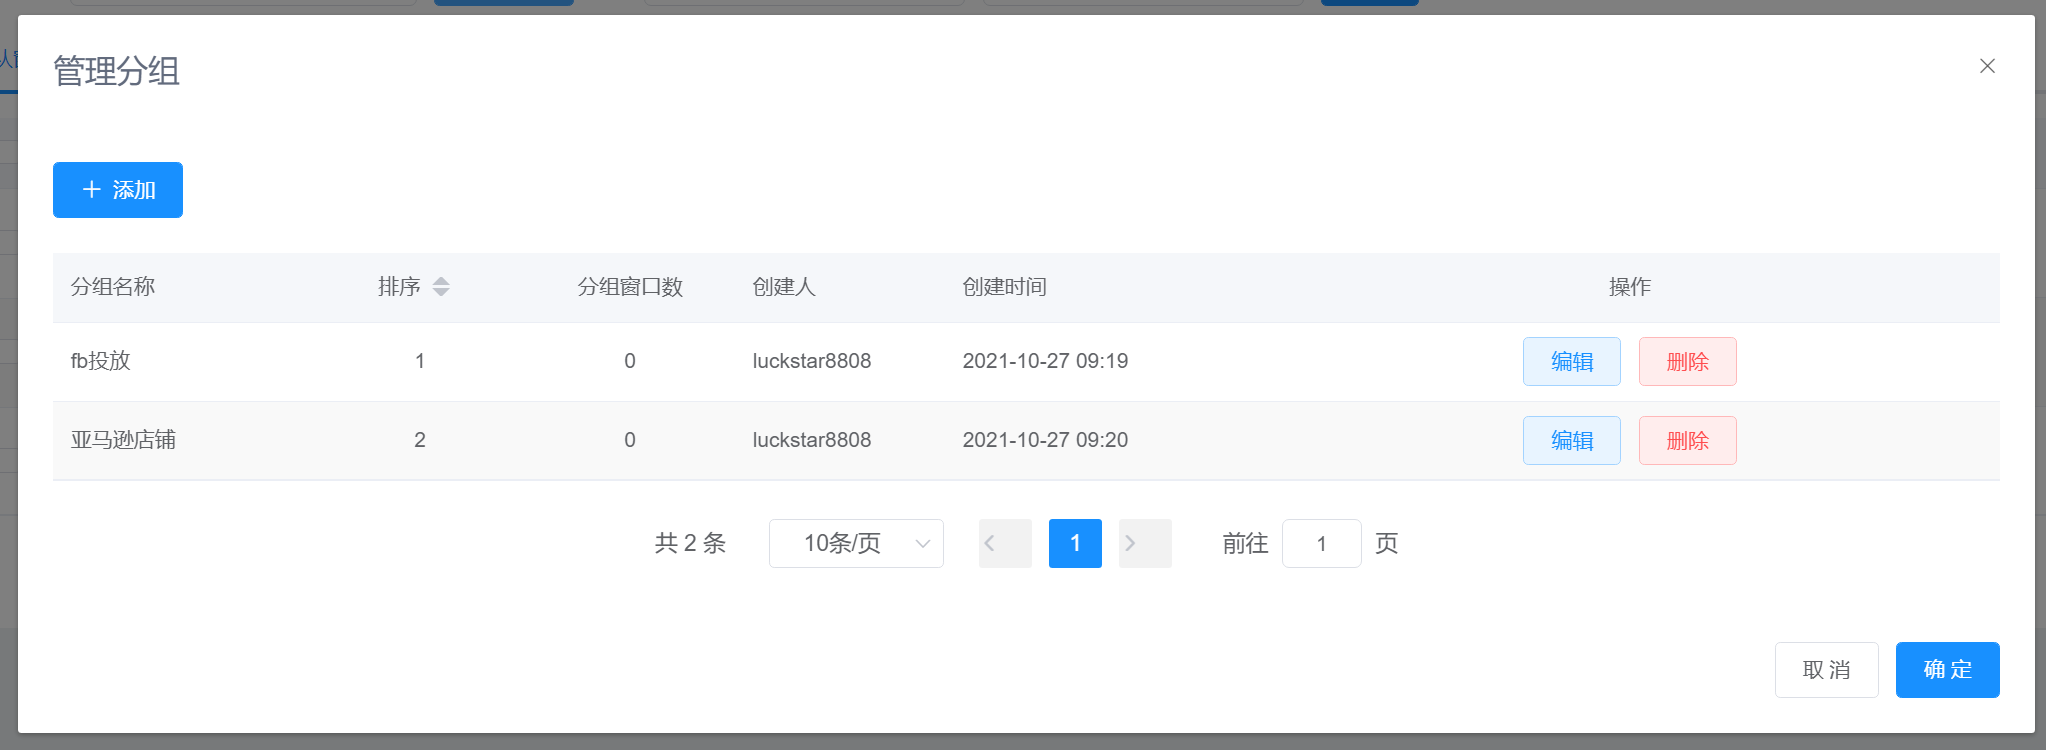 管理分组
添加
分组名称 排序 分组窗口数 创建人 创建时间 操作
fb投放 1 0 luckstar8808 2021-10-27 09:19 编辑 删除
亚马逊店铺 2 0 luckstar8808 2021-10-27 09:20 编辑 删除
共 2 条 10条/页 1 前往 1 页
取 消 确 定